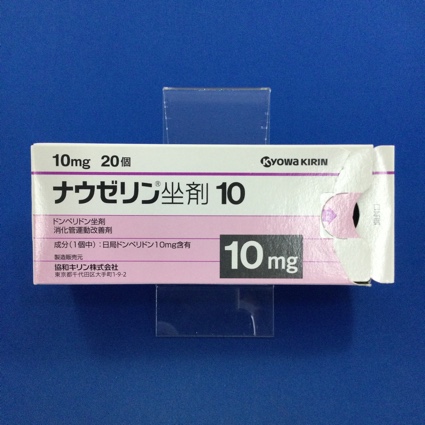 10mg 20個
KYOWA KIRIN
ナウゼリン®坐剤 10
ドンペリドン坐剤
消化管運動改善剤
成分(1個中):日局ドンペリドン10mg含有
10 mg
製造販売元
協和キリン株式会社
東京都千代田区大手町1-9-2